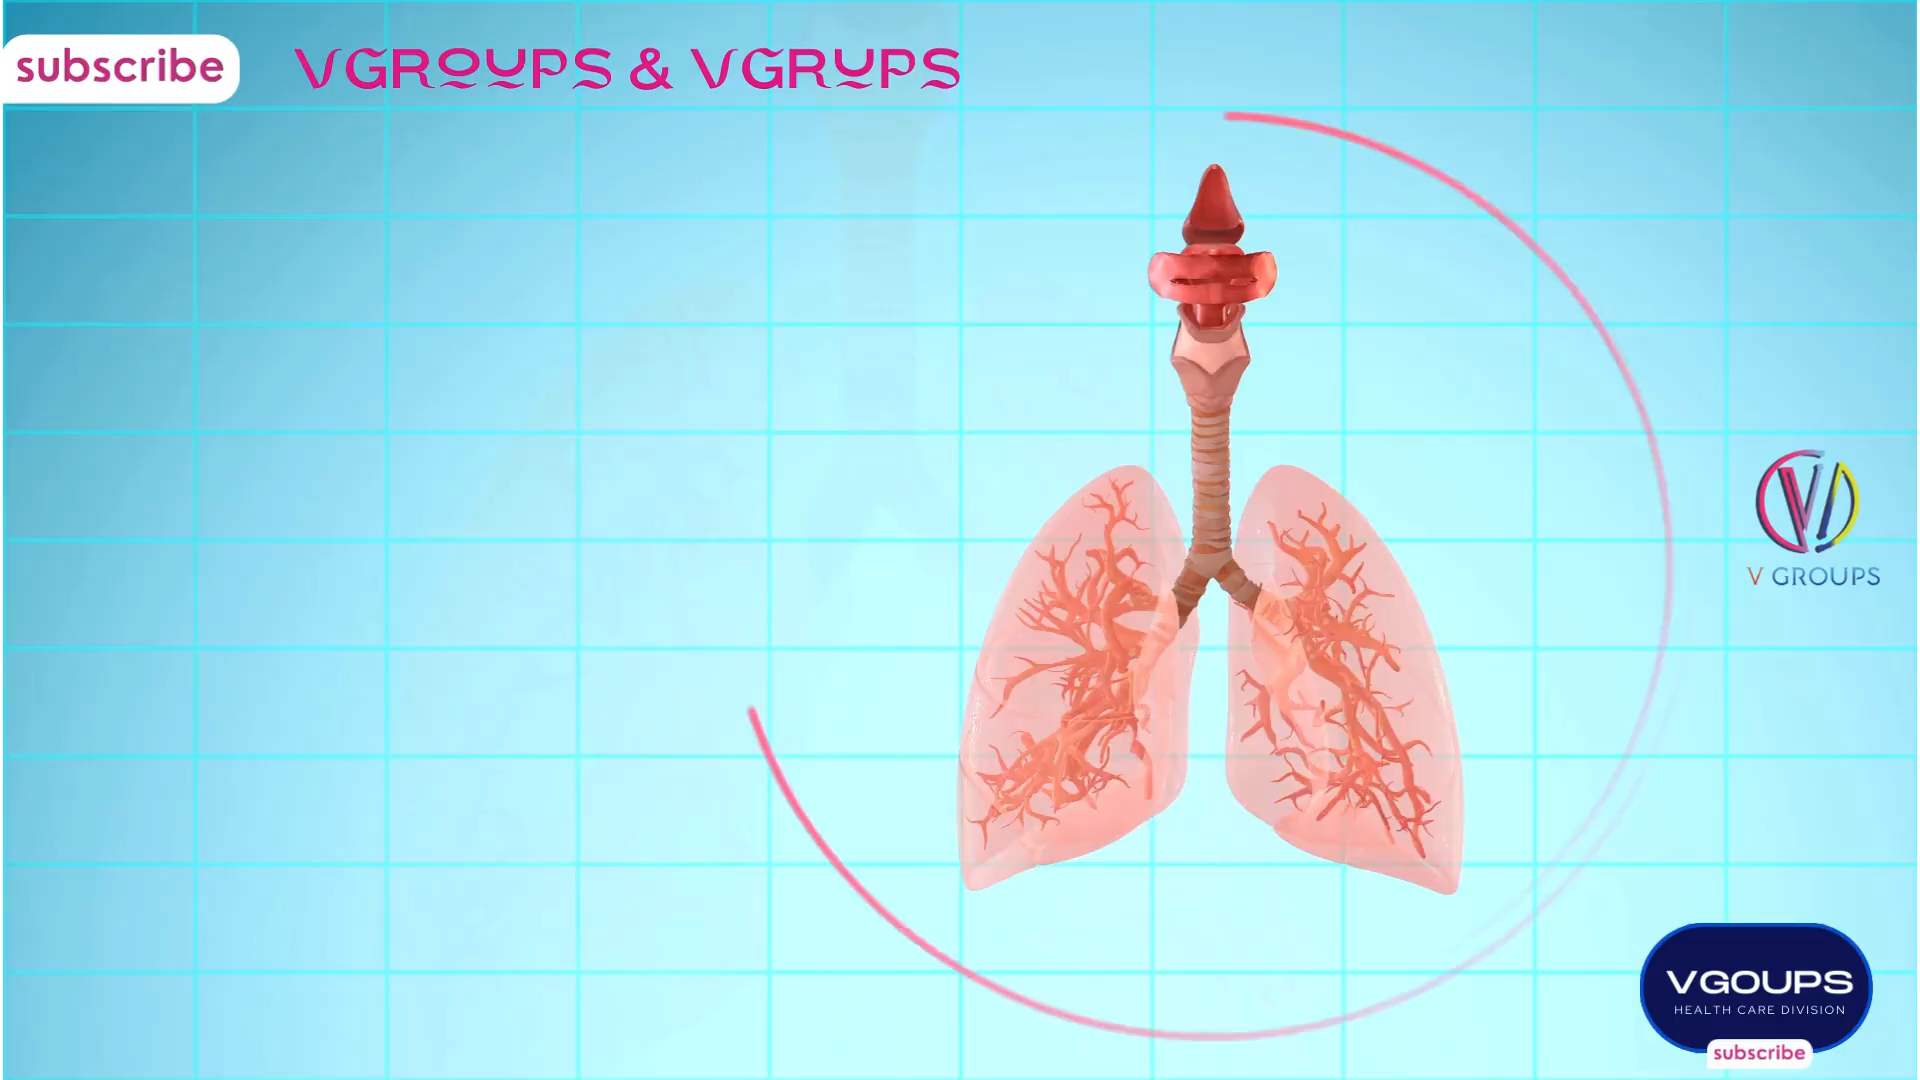 subscribe
VGROUPS & VGRUPS
V GROUPS
VGOUPS
HEALTH CARE DIVISION
subscribe